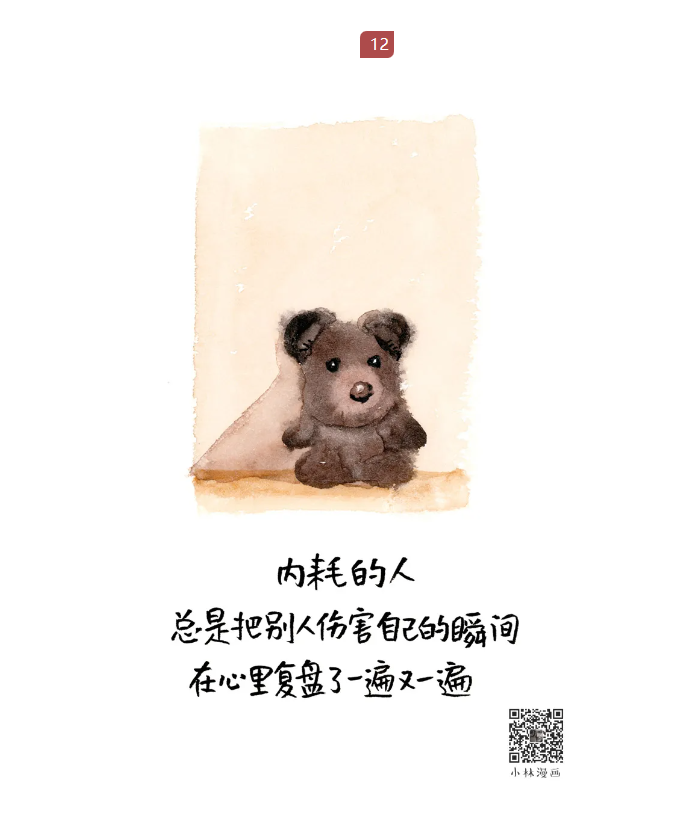 12
内耗的人
总是把别人伤害自己的瞬间
在心里复盘了一遍又一遍
小林漫画